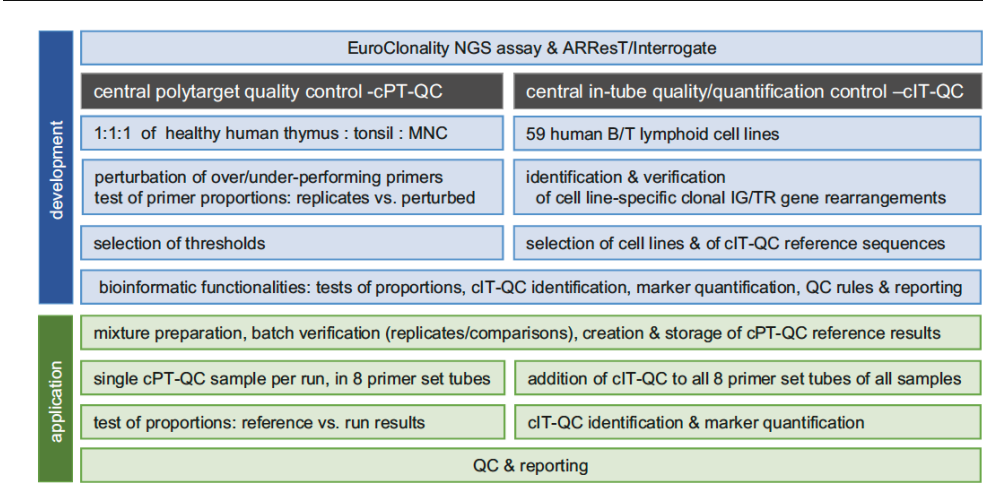 EuroClonality NGS assay & ARResT/Interrogate
development
central polytarget quality control -cPT-QC
central in-tube quality/quantification control –cIT-QC
1:1:1 of healthy human thymus : tonsil : MNC
59 human B/T lymphoid cell lines
perturbation of over/under-performing primers
test of primer proportions: replicates vs. perturbed
identification & verification
of cell line-specific clonal IG/TR gene rearrangements
selection of thresholds
selection of cell lines & of cIT-QC reference sequences
bioinformatic functionalities: tests of proportions, cIT-QC identification, marker quantification, QC rules & reporting
application
mixture preparation, batch verification (replicates/comparisons), creation & storage of cPT-QC reference results
single cPT-QC sample per run, in 8 primer set tubes
addition of cIT-QC to all 8 primer set tubes of all samples
test of proportions: reference vs. run results
cIT-QC identification & marker quantification
QC & reporting